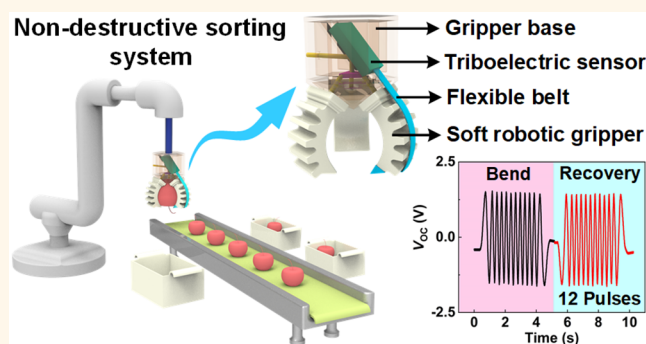 Non-destructive sorting
system
Gripper base
Triboelectric sensor
Flexible belt
Soft robotic gripper
2.5
0.0
-2.5
V_OC (V)
Bend
Recovery
12 Pulses
0 2 4 6 8 10
Time (s)